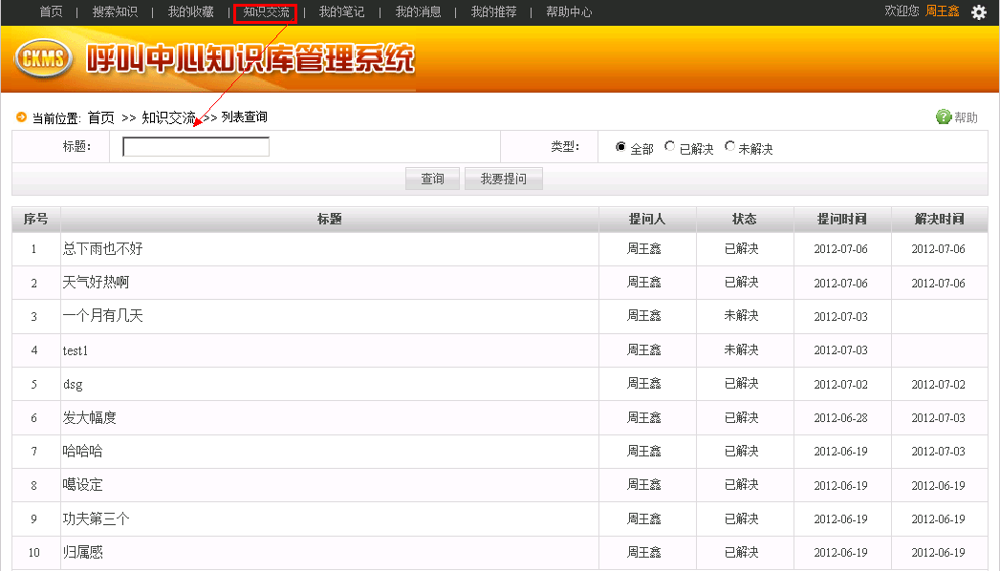 首页 | 搜索知识 | 我的收藏 | 知识交流 | 我的笔记 | 我的消息 | 我的推荐 | 帮助中心 欢迎您 周王鑫
CKMS 呼叫中心知识库管理系统
当前位置: 首页 >> 知识交流 >> 列表查询 帮助
标题: 类型: 全部 已解决 未解决
查询 我要提问
序号 标题 提问人 状态 提问时间 解决时间
1 总下雨也不好 周王鑫 已解决 2012-07-06 2012-07-06
2 天气好热啊 周王鑫 已解决 2012-07-06 2012-07-06
3 一个月有几天 周王鑫 未解决 2012-07-03
4 test1 周王鑫 未解决 2012-07-03
5 dsg 周王鑫 已解决 2012-07-02 2012-07-02
6 发大幅度 周王鑫 已解决 2012-06-28 2012-07-03
7 哈哈哈 周王鑫 已解决 2012-06-19 2012-07-03
8 噶设定 周王鑫 已解决 2012-06-19 2012-06-19
9 功夫第三个 周王鑫 已解决 2012-06-19 2012-06-19
10 归属感 周王鑫 已解决 2012-06-19 2012-06-19